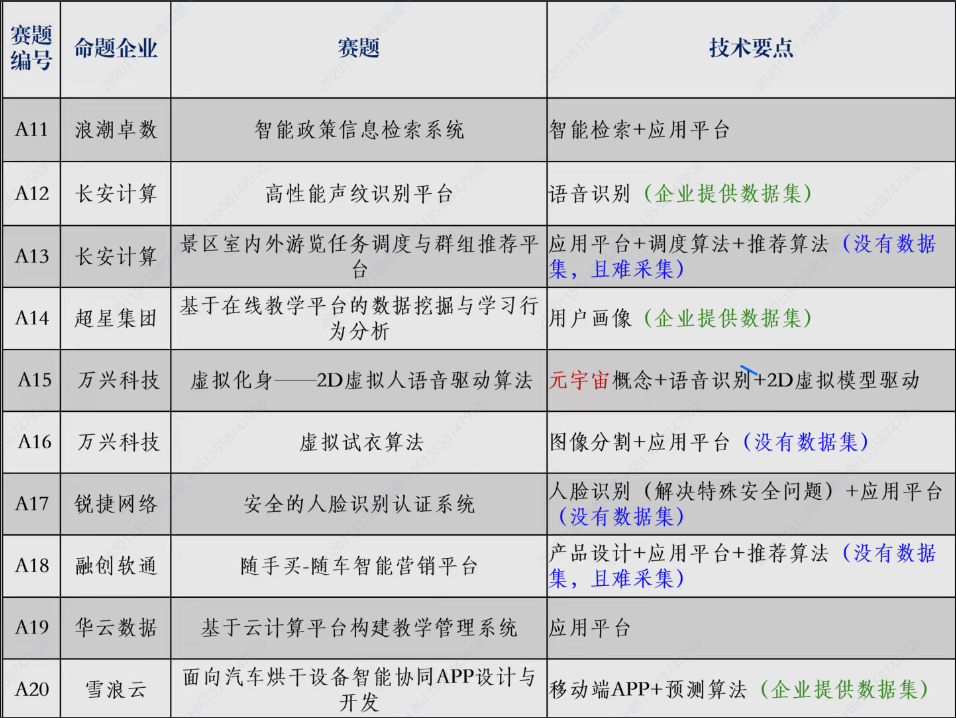 赛题
编号
命题企业
赛题
技术要点
A11
浪潮卓数
智能政策信息检索系统
智能检索+应用平台
A12
长安计算
高性能声纹识别平台
语音识别（企业提供数据集）
A13
长安计算
景区室内外游览任务调度与群组推荐平
台
应用平台+调度算法+推荐算法（没有数据
集，且难采集）
A14
超星集团
基于在线教学平台的数据挖掘与学习行
为分析
用户画像（企业提供数据集）
A15
万兴科技
虚拟化身——2D虚拟人语音驱动算法
元宇宙概念+语音识别+2D虚拟模型驱动
A16
万兴科技
虚拟试衣算法
图像分割+应用平台（没有数据集）
A17
锐捷网络
安全的人脸识别认证系统
人脸识别（解决特殊安全问题）+应用平台
（没有数据集）
A18
融创软通
随手买-随车智能营销平台
产品设计+应用平台+推荐算法（没有数据
集，且难采集）
A19
华云数据
基于云计算平台构建教学管理系统
应用平台
A20
雪浪云
面向汽车烘干设备智能协同APP设计与
开发
移动端APP+预测算法（企业提供数据集）